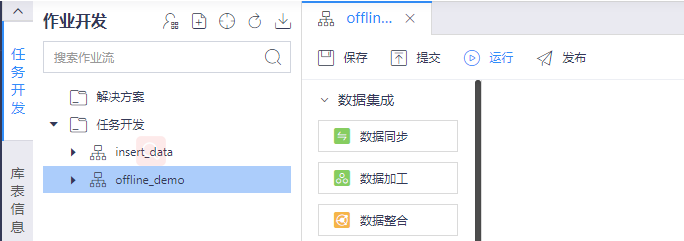 任务开发
库表信息
作业开发
搜索作业流
解决方案
任务开发
insert_data
offline_demo
offlin...
保存
提交
运行
发布
数据集成
数据同步
数据加工
数据整合